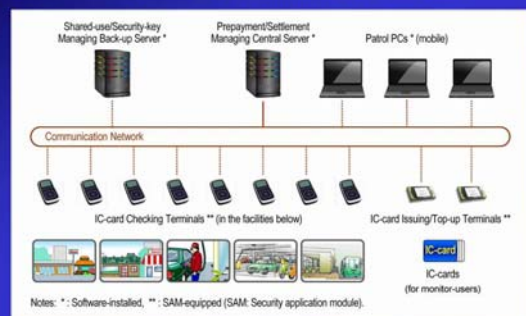 Shared-use/Security-key
Managing Back-up Server *
Prepayment/Settlement
Managing Central Server *
Patrol PCs * (mobile)
Communication Network
IC-card Checking Terminals ** (in the facilities below)
IC-card Issuing/Top-up Terminals **
IC-card
IC-cards
(for monitor-users)
Notes: * : Software-installed, ** : SAM-equipped (SAM: Security application module).